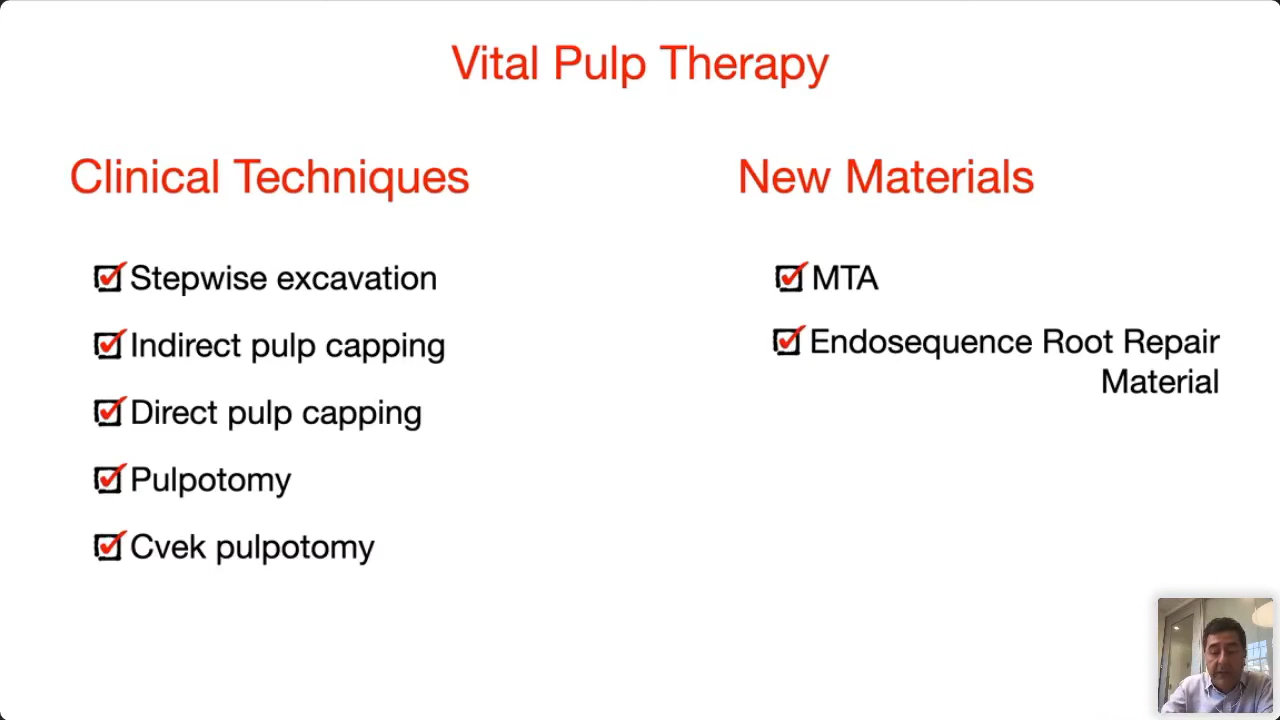 Vital Pulp Therapy
Clinical Techniques
Stepwise excavation
Indirect pulp capping
Direct pulp capping
Pulpotomy
Cvek pulpotomy
New Materials
MTA
Endosequence Root Repair
Material